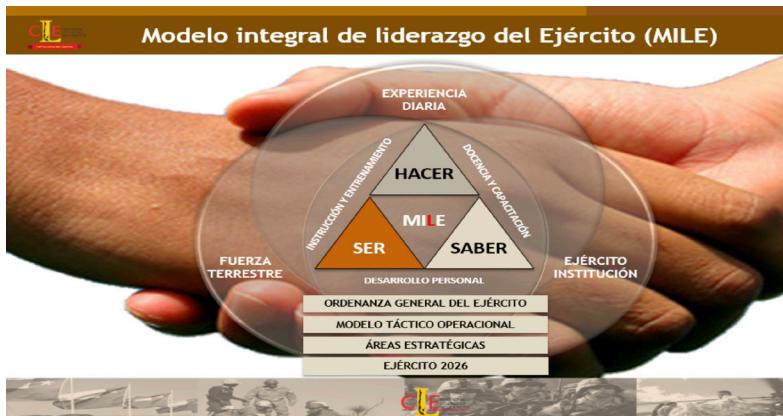 CLE
Modelo integral de liderazgo del Ejército (MILE)
EXPERIENCIA
DIARIA
INSTRUCCIÓN Y ENTRENAMIENTO
DOCENCIA Y CAPACITACIÓN
HACER
MILE
SER
SABER
FUERZA
TERRESTRE
EJÉRCITO
INSTITUCIÓN
DESARROLLO PERSONAL
ORDENANZA GENERAL DEL EJÉRCITO
MODELO TÁCTICO OPERACIONAL
ÁREAS ESTRATÉGICAS
EJÉRCITO 2026
CLE